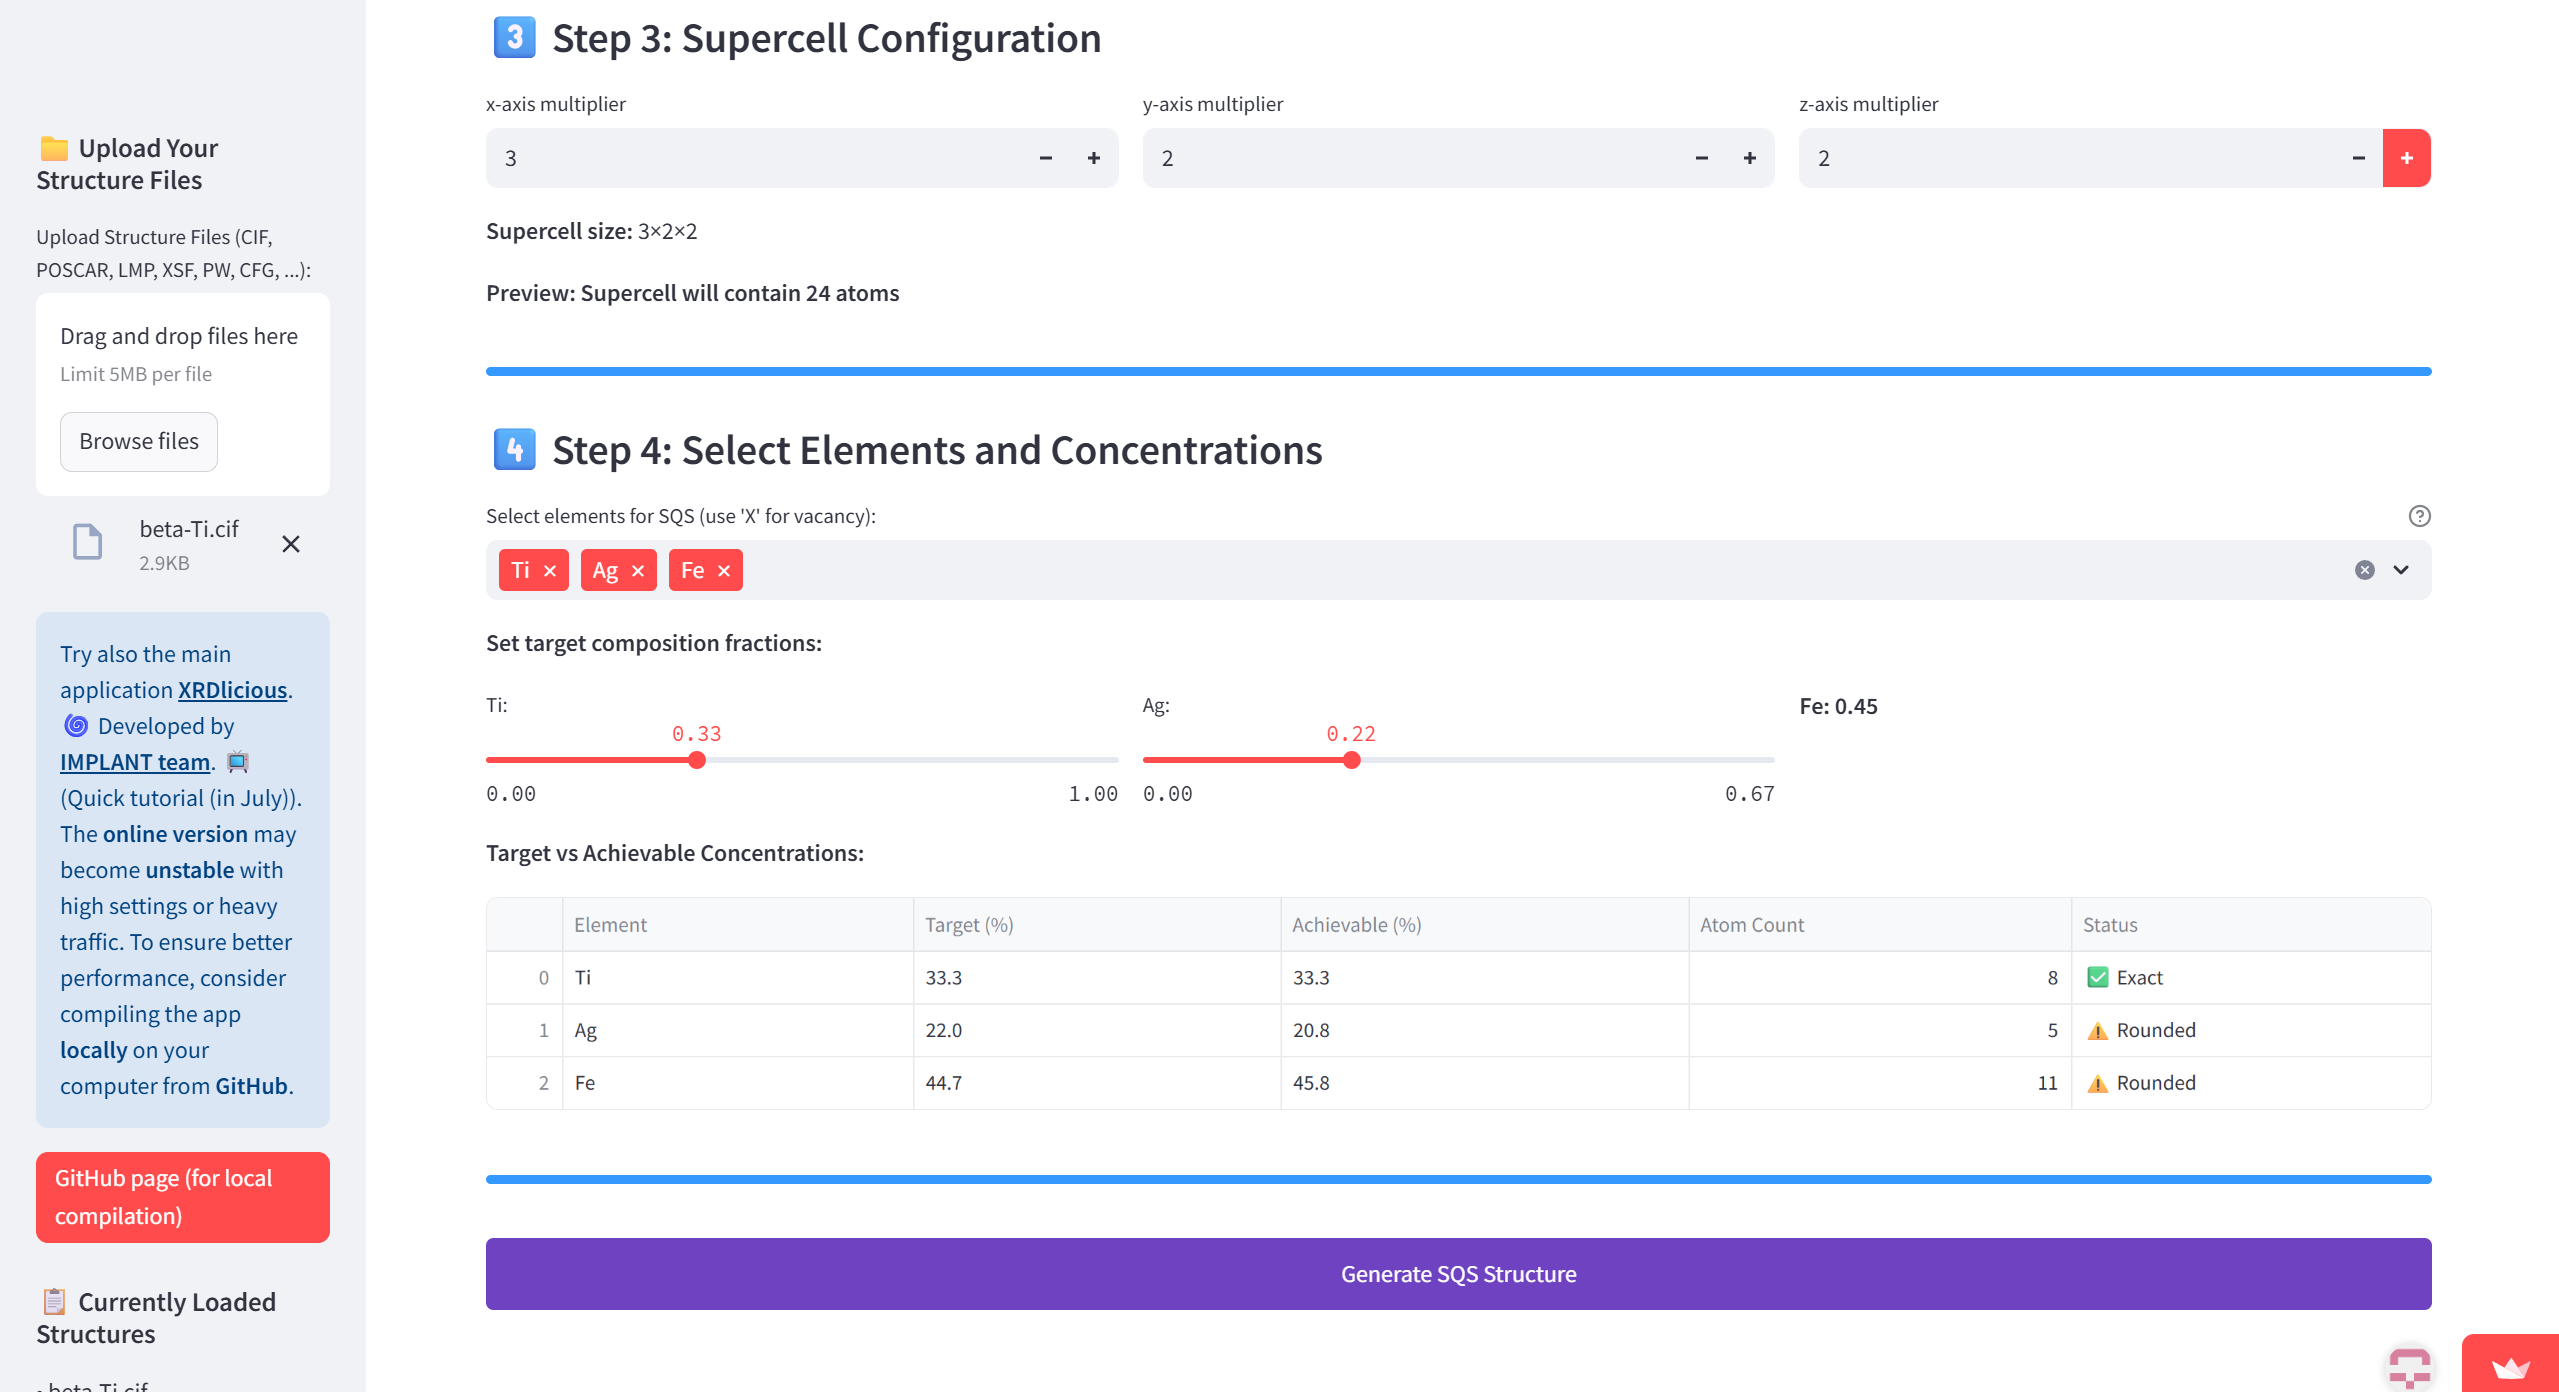 Upload Your
Structure Files
Upload Structure Files (CIF,
POSCAR, LMP, XSF, PW, CFG, ...):
Drag and drop files here
Limit 5MB per file
Browse files
beta-Ti.cif
2.9KB
Try also the main
application XRDlicious.
🌀 Developed by
IMPLANT team. 📺
(Quick tutorial (in July)).
The online version may
become unstable with
high settings or heavy
traffic. To ensure better
performance, consider
compiling the app
locally on your
computer from GitHub.
GitHub page (for local
compilation)
Currently Loaded
Structures
• beta-Ti.cif
3 Step 3: Supercell Configuration
x-axis multiplier
3
y-axis multiplier
2
z-axis multiplier
2
Supercell size: 3×2×2
Preview: Supercell will contain 24 atoms
4 Step 4: Select Elements and Concentrations
Select elements for SQS (use 'X' for vacancy):
Ti Ag Fe
Set target composition fractions:
Ti:
0.33
0.00 1.00
Ag:
0.22
0.00 0.67
Fe: 0.45
Target vs Achievable Concentrations:
Element Target (%) Achievable (%) Atom Count Status
0 Ti 33.3 33.3 8 ✅ Exact
1 Ag 22.0 20.8 5 ⚠️ Rounded
2 Fe 44.7 45.8 11 ⚠️ Rounded
Generate SQS Structure